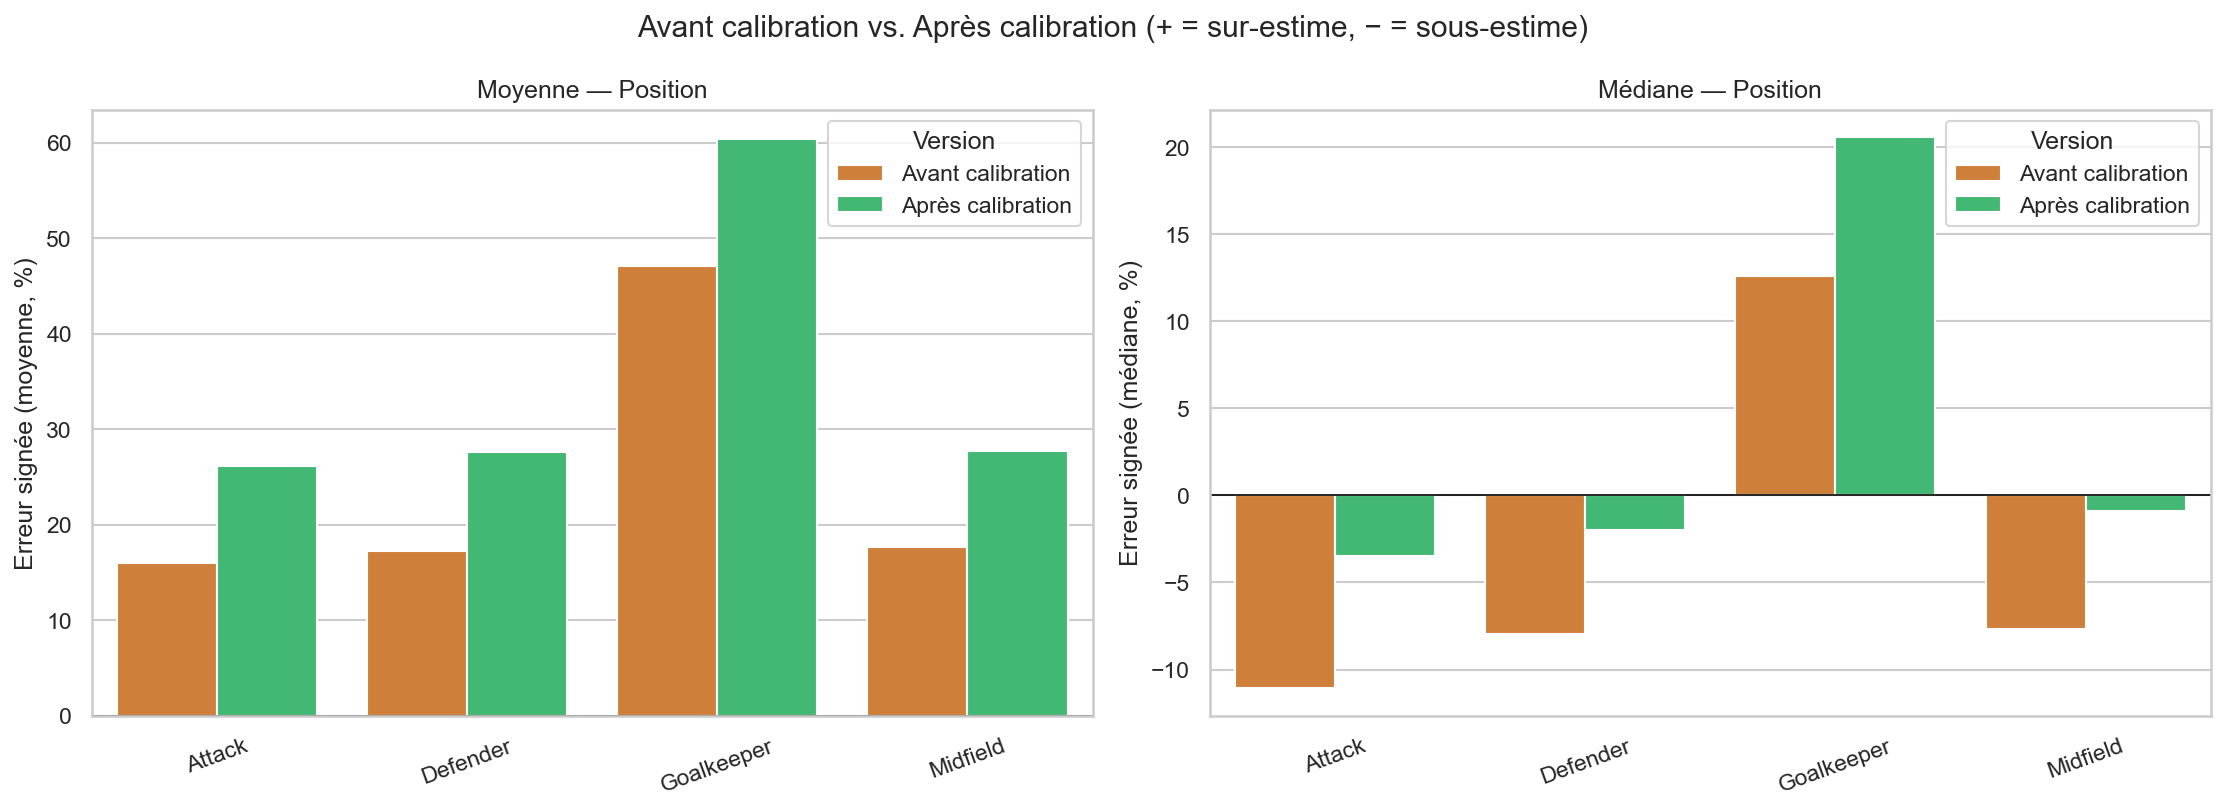 Avant calibration vs. Après calibration (+ = sur-estime, − = sous-estime)
Moyenne — Position
Erreur signée (moyenne, %)
60
50
40
30
20
10
0
Version
Avant calibration
Après calibration
Attack
Defender
Goalkeeper
Midfield
Médiane — Position
Erreur signée (médiane, %)
20
15
10
5
0
−5
−10
Version
Avant calibration
Après calibration
Attack
Defender
Goalkeeper
Midfield